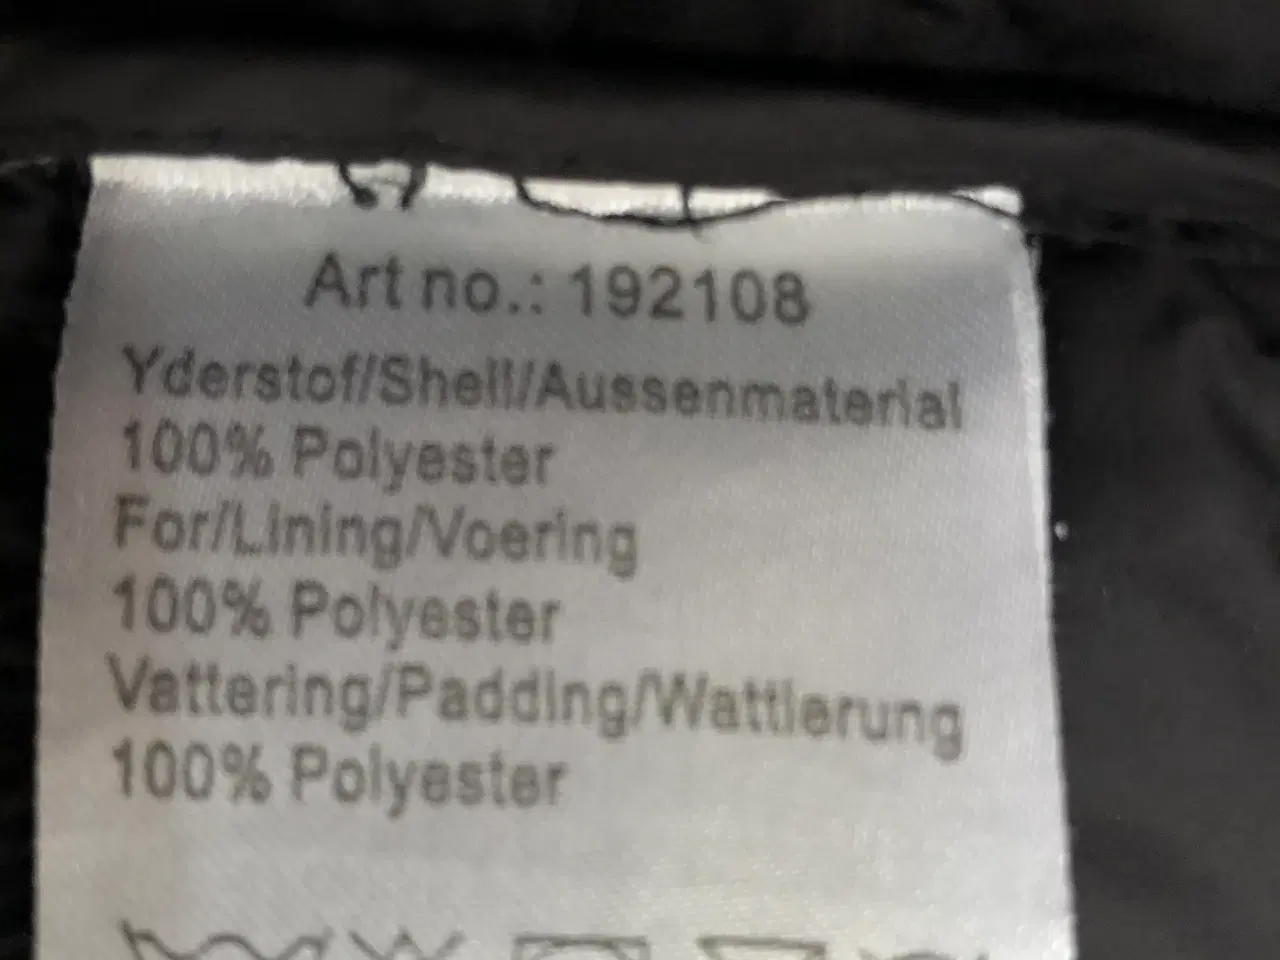 Art no.: 192108
Yderstof/Shell/Aussenmaterial
100% Polyester
For/Lining/Voering
100% Polyester
Vattering/Padding/Wattierung
100% Polyester